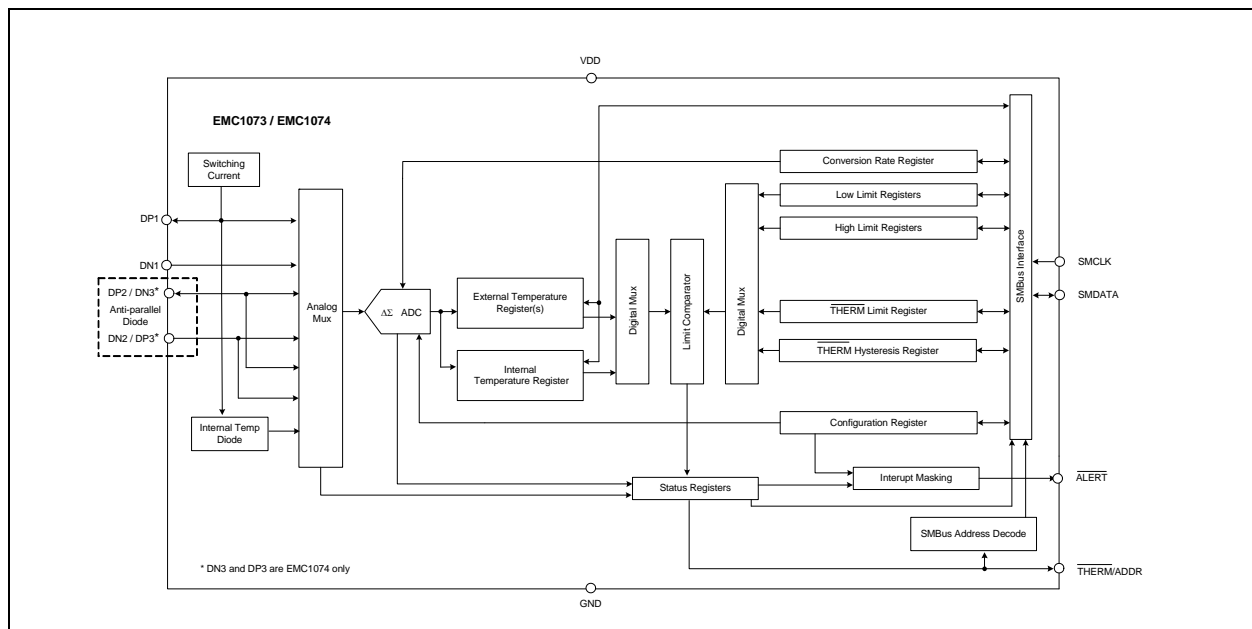 VDD
EMC1073 / EMC1074
Switching
Current
Conversion Rate Register
Low Limit Registers
High Limit Registers
DP1
DN1
DP2 / DN3*
Anti-parallel
Diode
DN2 / DP3*
Analog
Mux
ΔΣ ADC
External Temperature
Register(s)
Internal
Temperature Register
Digital Mux
Limit Comparator
Digital Mux
SMBus Interface
SMCLK
SMDATA
THERM Limit Register
THERM Hysteresis Register
Internal Temp
Diode
Configuration Register
Status Registers
Interupt Masking
ALERT
SMBus Address Decode
THERM/ADDR
* DN3 and DP3 are EMC1074 only
GND